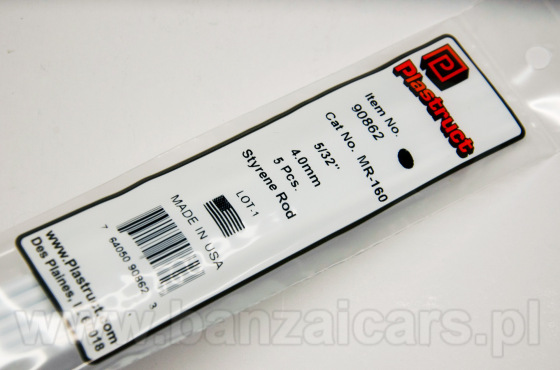 Plastruct
Item No.
90862
Cat No. MR-160
5/32"
4.0mm
5 Pcs.
Styrene Rod
LOT-1
MADE IN USA
7 64050 90862 3
www.Plastruct.com
Des Plaines,
www.banzaicars.pl